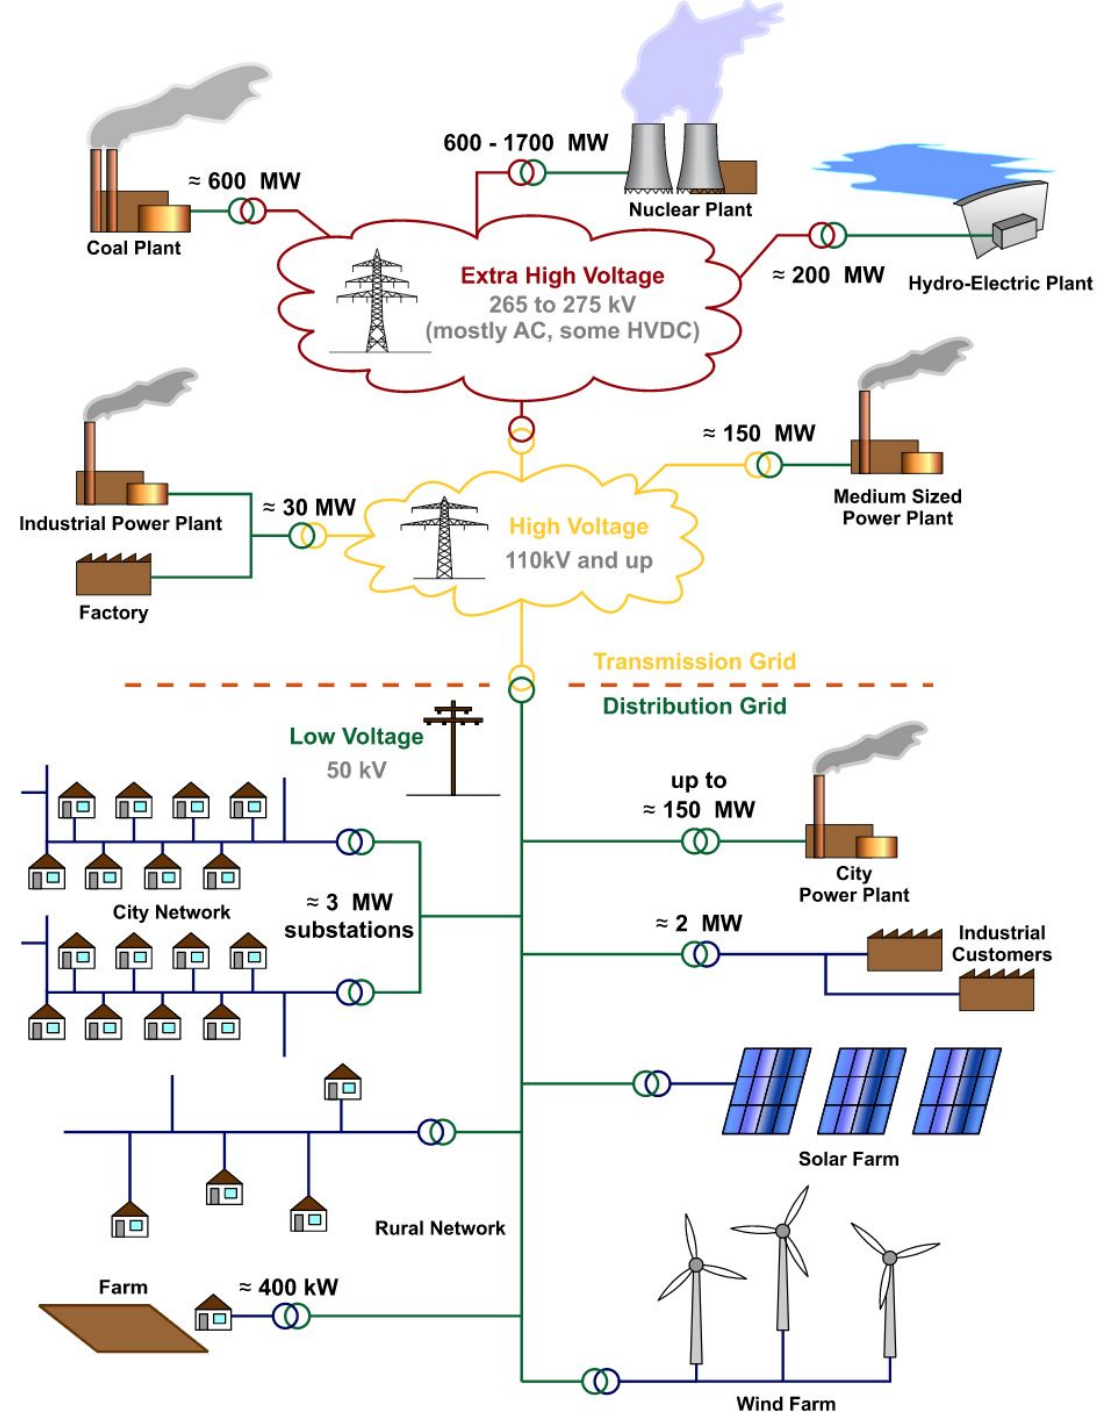 600 - 1700 MW
≈ 600 MW
Nuclear Plant
Coal Plant
Extra High Voltage
265 to 275 kV
(mostly AC, some HVDC)
≈ 200 MW
Hydro-Electric Plant
≈ 150 MW
Medium Sized
Power Plant
≈ 30 MW
Industrial Power Plant
High Voltage
110kV and up
Factory
Transmission Grid
Distribution Grid
Low Voltage
50 kV
up to
≈ 150 MW
City
Power Plant
≈ 3 MW
substations
City Network
≈ 2 MW
Industrial
Customers
Solar Farm
Rural Network
Farm
≈ 400 kW
Wind Farm